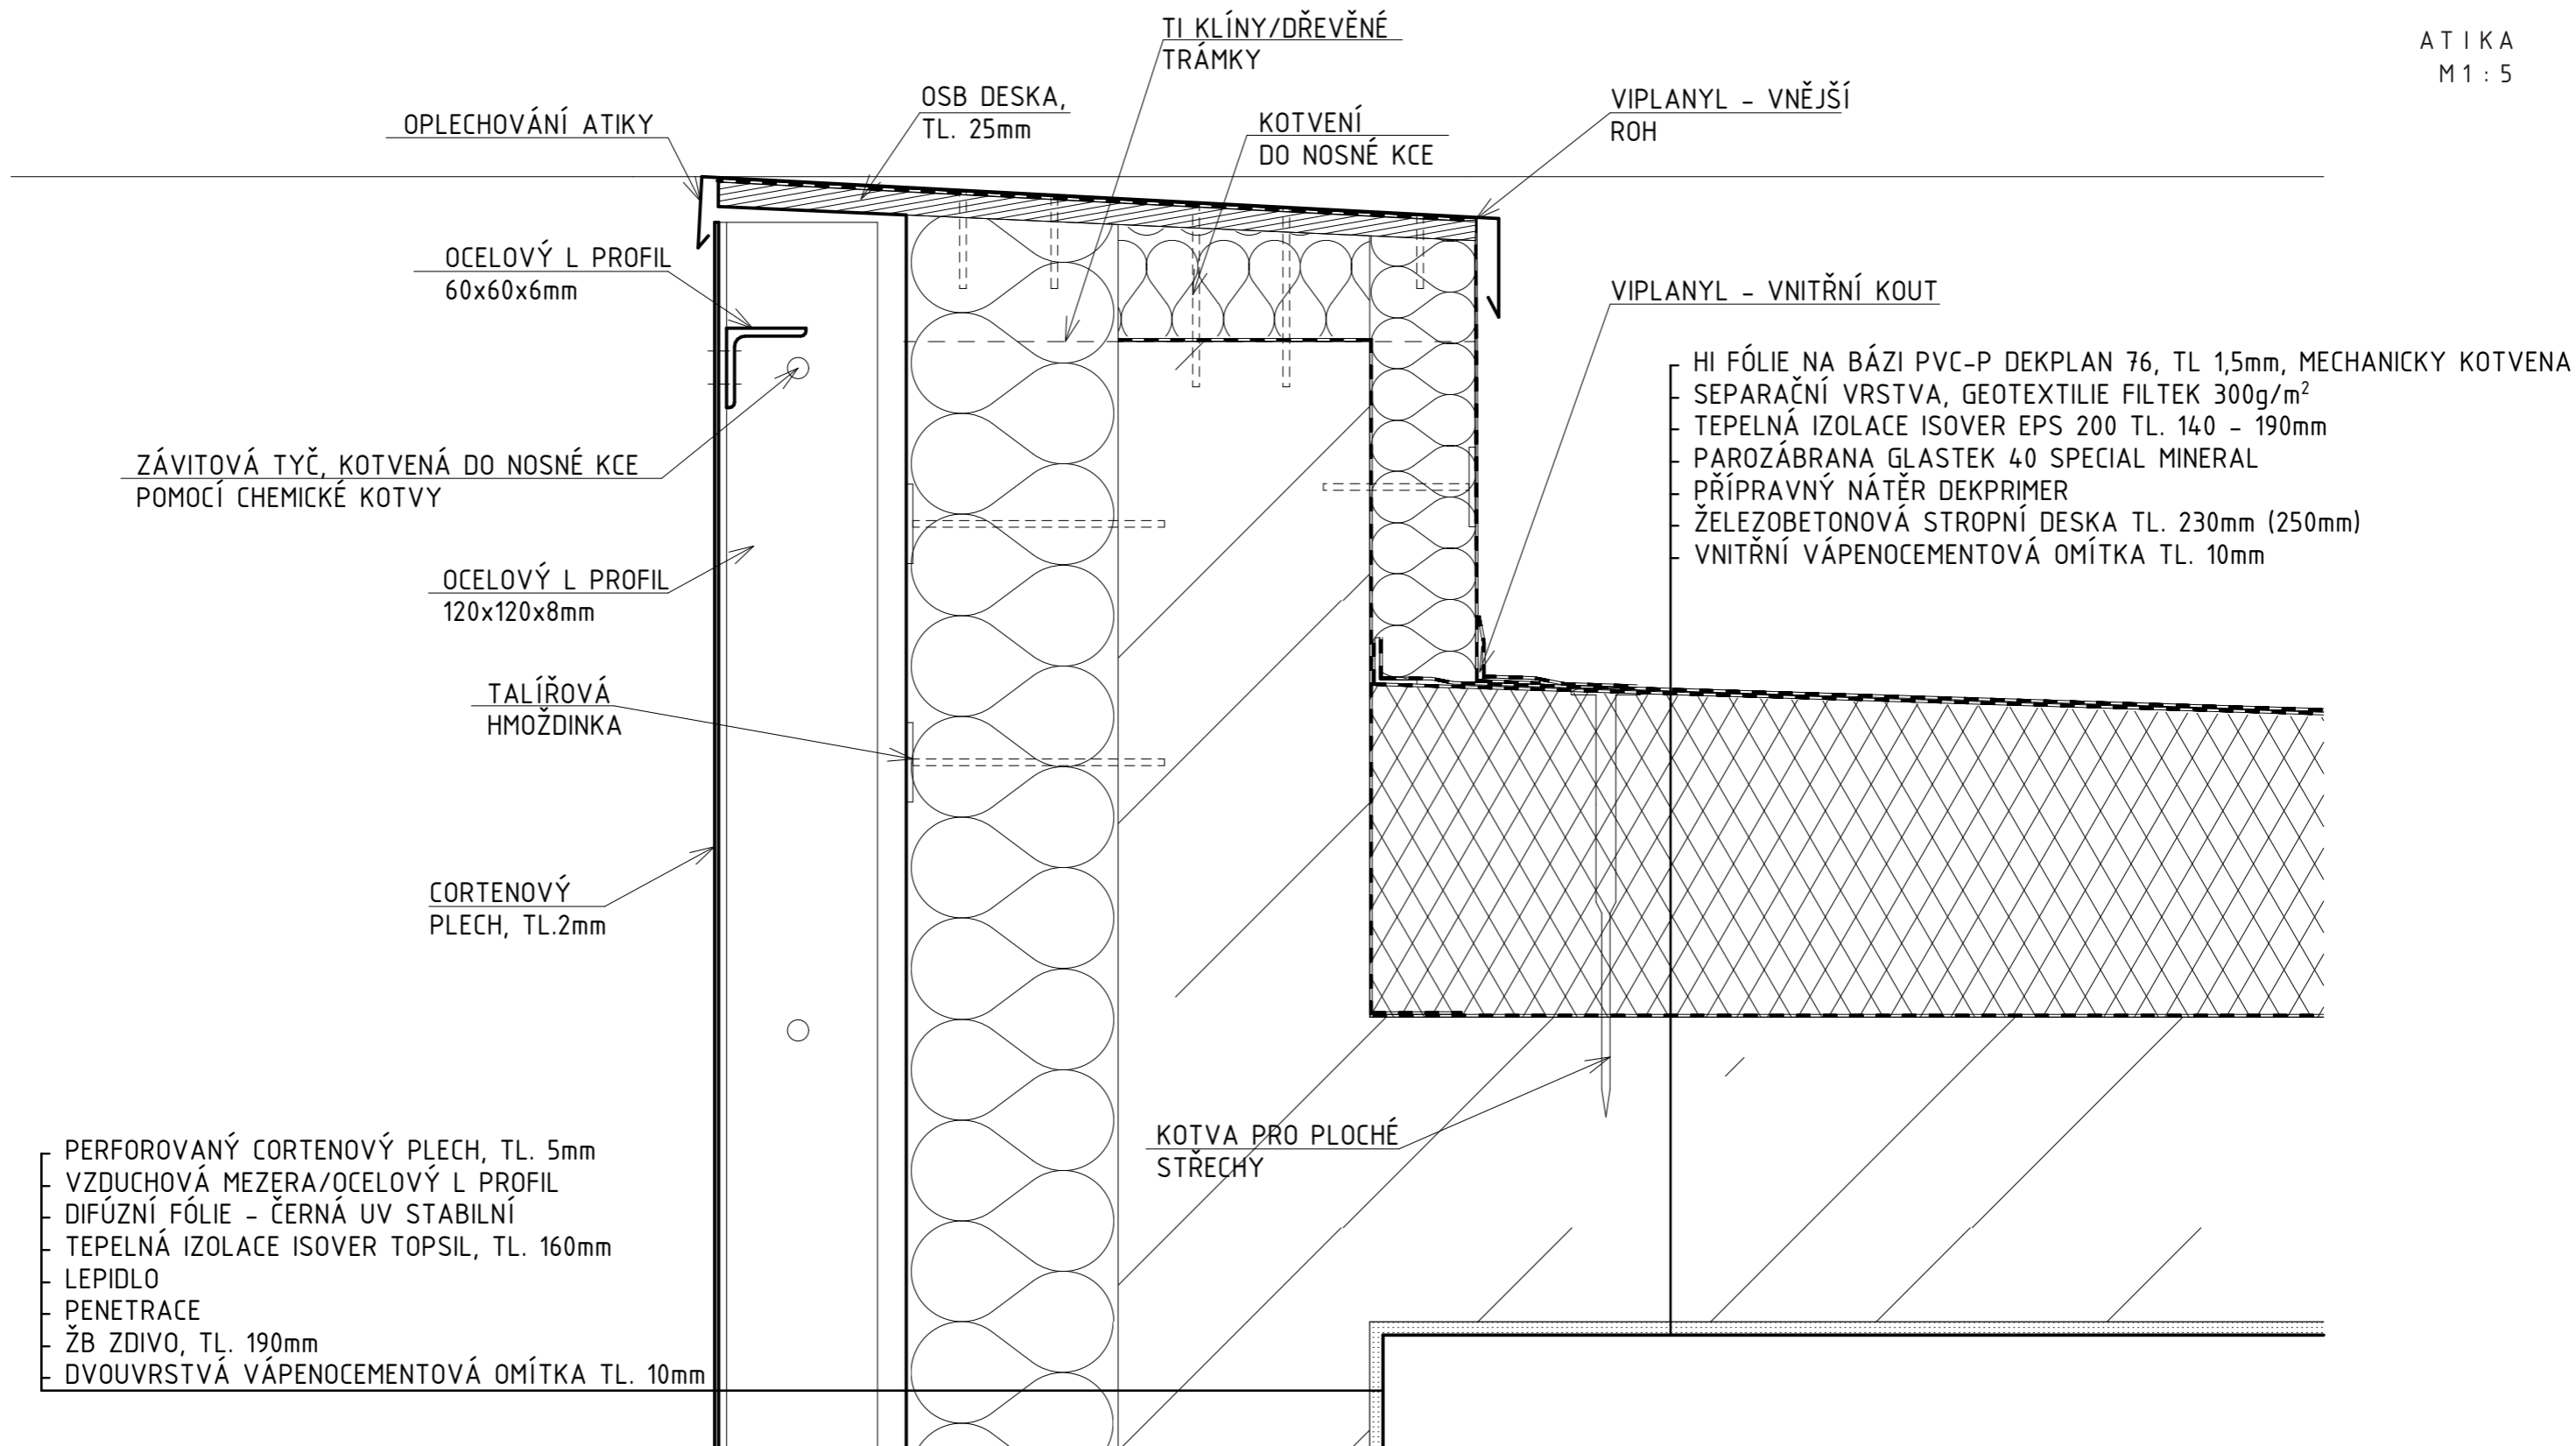 ATIKA
M1:5
TI KLÍNY/DŘEVĚNÉ
TRÁMKY
OSB DESKA,
TL. 25mm
OPLECHOVÁNÍ ATIKY
KOTVENÍ
DO NOSNÉ KCE
VIPLANYL - VNĚJŠÍ
ROH
OCELOVÝ L PROFIL
60x60x6mm
VIPLANYL - VNITŘNÍ KOUT
HI FÓLIE NA BÁZI PVC-P DEKPLAN 76, TL 1,5mm, MECHANICKY KOTVENA
SEPARAČNÍ VRSTVA, GEOTEXTILIE FILTEK 300g/m²
TEPELNÁ IZOLACE ISOVER EPS 200 TL. 140 - 190mm
PAROZÁBRANA GLASTEK 40 SPECIAL MINERAL
PŘÍPRAVNÝ NÁTĚR DEKPRIMER
ŽELEZOBETONOVÁ STROPNÍ DESKA TL. 230mm (250mm)
VNITŘNÍ VÁPENOCEMENTOVÁ OMÍTKA TL. 10mm
ZÁVITOVÁ TYČ, KOTVENÁ DO NOSNÉ KCE
POMOCÍ CHEMICKÉ KOTVY
OCELOVÝ L PROFIL
120x120x8mm
TALÍŘOVÁ
HMOŽDINKA
CORTENOVÝ
PLECH, TL.2mm
KOTVA PRO PLOCHÉ
STŘECHY
PERFOROVANÝ CORTENOVÝ PLECH, TL. 5mm
VZDUCHOVÁ MEZERA/OCELOVÝ L PROFIL
DIFÚZNÍ FÓLIE - ČERNÁ UV STABILNÍ
TEPELNÁ IZOLACE ISOVER TOPSIL, TL. 160mm
LEPIDLO
PENETRACE
ŽB ZDIVO, TL. 190mm
DVOUVRSTVÁ VÁPENOCEMENTOVÁ OMÍTKA TL. 10mm